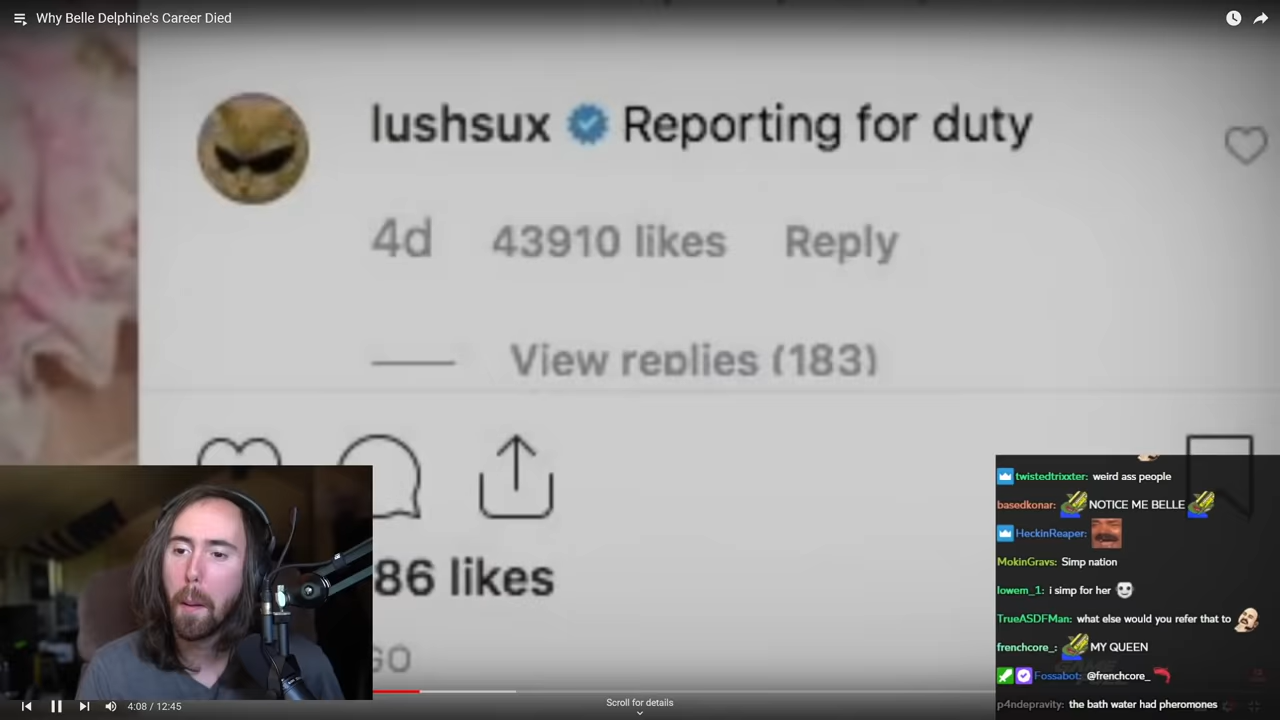 Why Belle Delphine's Career Died
lushsux Reporting for duty
4d 43910 likes Reply
View replies (183)
86 likes
GO
twistedtrixxter: weird ass people
basedkonar: NOTICE ME BELLE
HeckinReaper:
MokinGravs: Simp nation
lowern_1: i simp for her
TrueASDFMan: what else would you refer that to
frenchcore_: MY QUEEN
Fossabot: @frenchcore_
p4ndepravity: the bath water had pheromones
4:08 / 12:45
Scroll for details